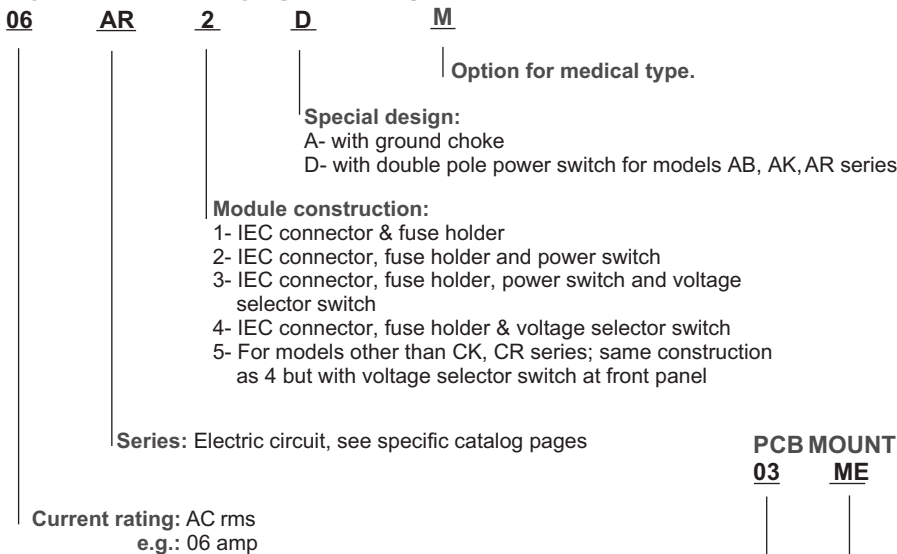 06 AR 2 D M
Option for medical type.
Special design:
A- with ground choke
D- with double pole power switch for models AB, AK, AR series
Module construction:
1- IEC connector & fuse holder
2- IEC connector, fuse holder and power switch
3- IEC connector, fuse holder, power switch and voltage
selector switch
4- IEC connector, fuse holder & voltage selector switch
5- For models other than CK, CR series; same construction
as 4 but with voltage selector switch at front panel
Series: Electric circuit, see specific catalog pages
PCB MOUNT
03 ME
Current rating: AC rms
e.g.: 06 amp